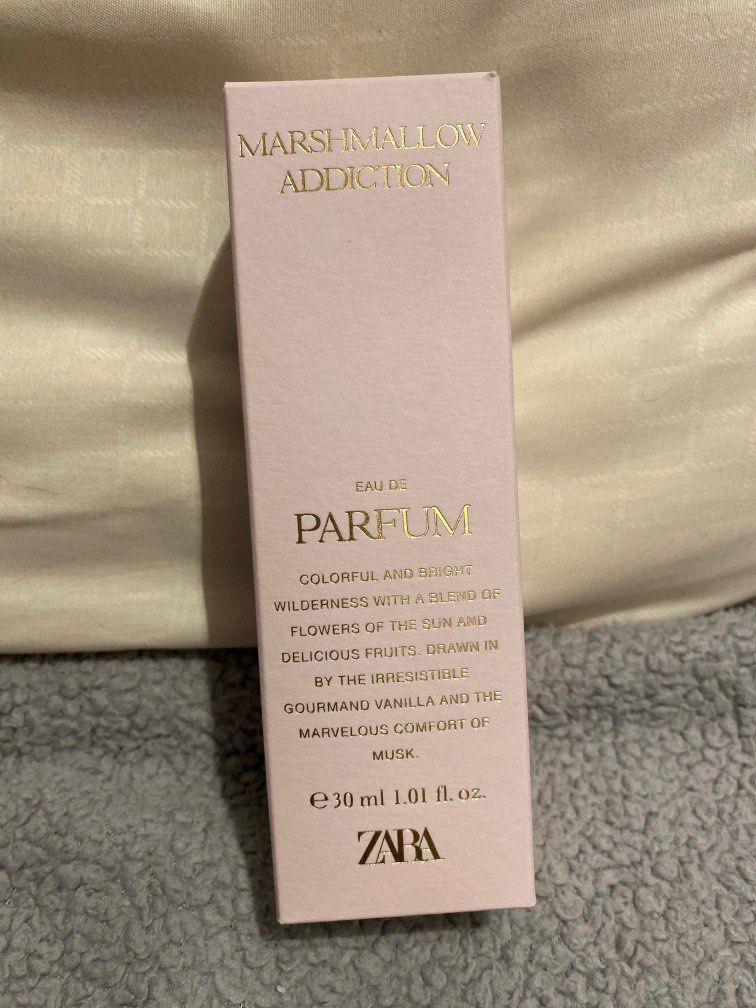 MARSHMALLOW
ADDICTION
EAU DE
PARFUM
COLORFUL AND BRIGHT
WILDERNESS WITH A BLEND OF
FLOWERS OF THE SUN AND
DELICIOUS FRUITS. DRAWN IN
BY THE IRRESISTIBLE
GOURMAND VANILLA AND THE
MARVELOUS COMFORT OF
MUSK.
℮ 30 ml 1.01 fl. oz.
ZARA